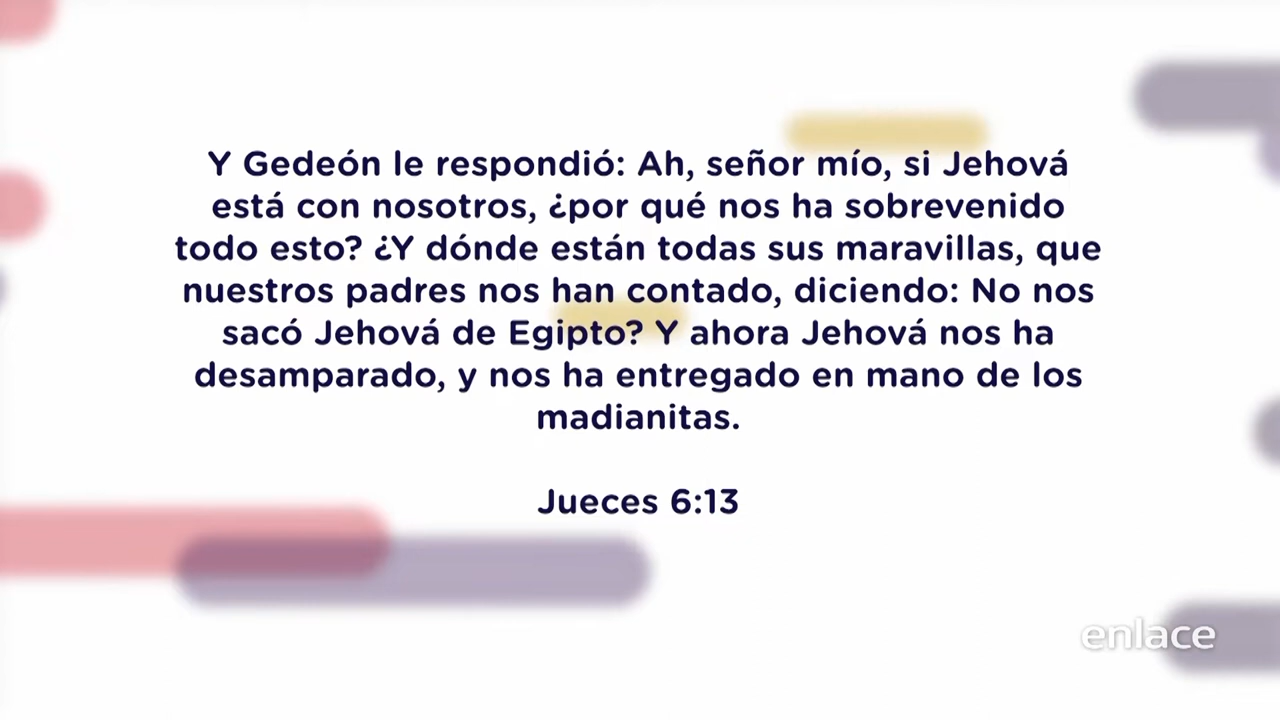 Y Gedeón le respondió: Ah, señor mío, si Jehová
está con nosotros, ¿por qué nos ha sobrevenido
todo esto? ¿Y dónde están todas sus maravillas, que
nuestros padres nos han contado, diciendo: No nos
sacó Jehová de Egipto? Y ahora Jehová nos ha
desamparado, y nos ha entregado en mano de los
madianitas.
Jueces 6:13
enlace